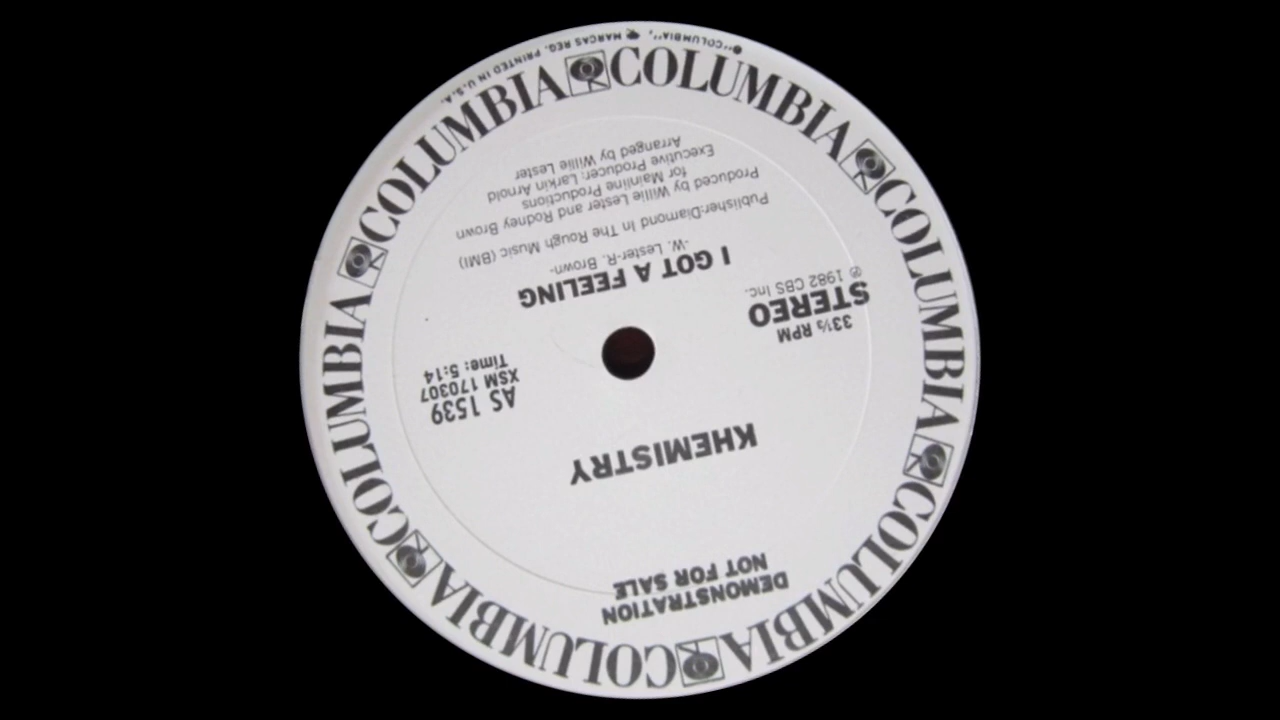 DEMONSTRATION
NOT FOR SALE
KHEMISTRY
AS 1539
XSM 170307
Time: 5:14
33⅓ RPM
STEREO
℗ 1982 CBS Inc.
I GOT A FEELING
-W. Lester-R. Brown-
Publisher:Diamond In The Rough Music (BMI)
Produced by Willie Lester and Rodney Brown
for Mainline Productions
Executive Producer: Larkin Arnold
Arranged by Willie Lester
COLUMBIA COLUMBIA COLUMBIA COLUMBIA COLUMBIA COLUMBIA COLUMBIA
"COLUMBIA", MARCAS REG. PRINTED IN U.S.A.